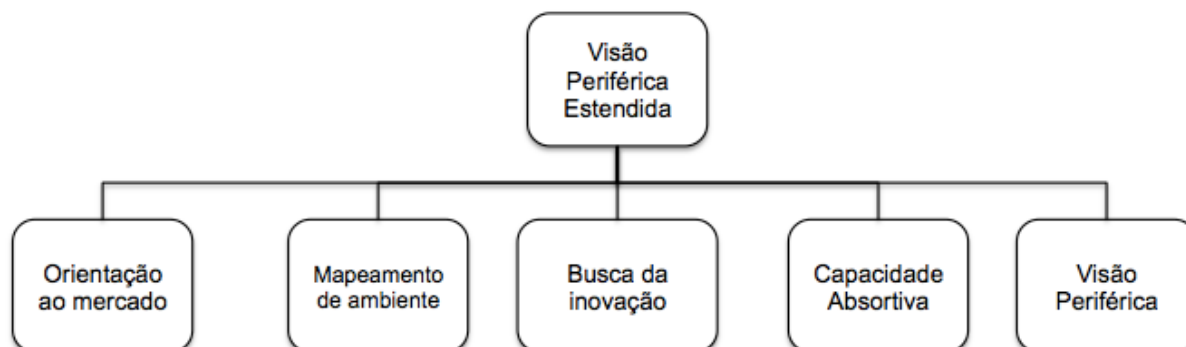 Visão
Periférica
Estendida
Orientação
ao mercado
Mapeamento
de ambiente
Busca da
inovação
Capacidade
Absortiva
Visão
Periférica